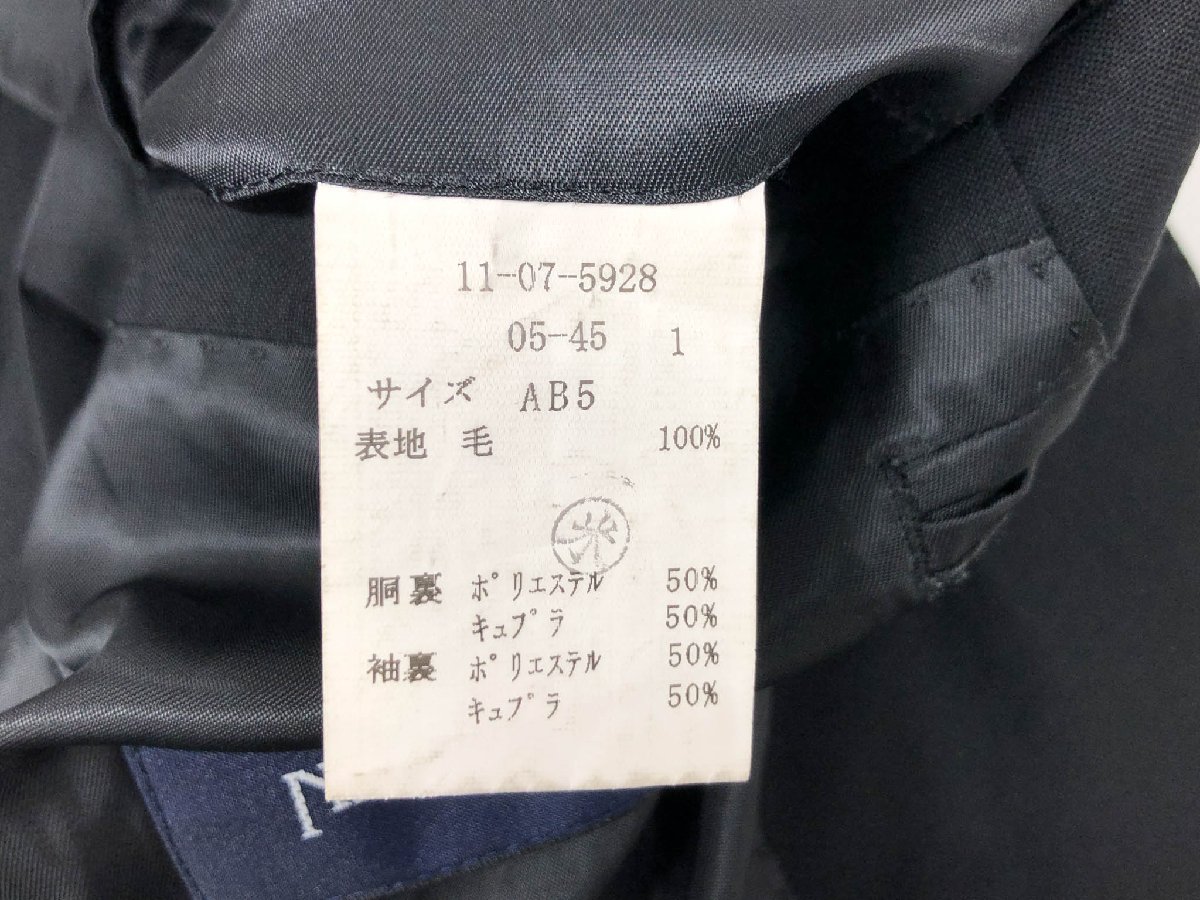 11-07-5928
05-45 1
サイズ AB5
表地 毛 100%
胴裏 ポリエステル 50%
キュプラ 50%
袖裏 ポリエステル 50%
キュプラ 50%
N